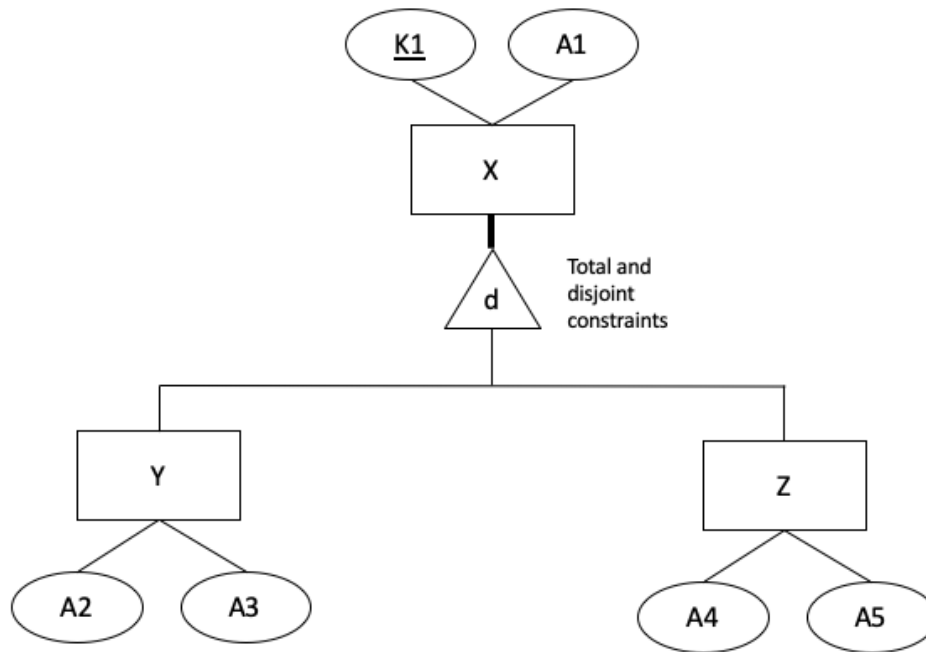 K1
A1
X
d
Total and
disjoint
constraints
Y
Z
A2
A3
A4
A5